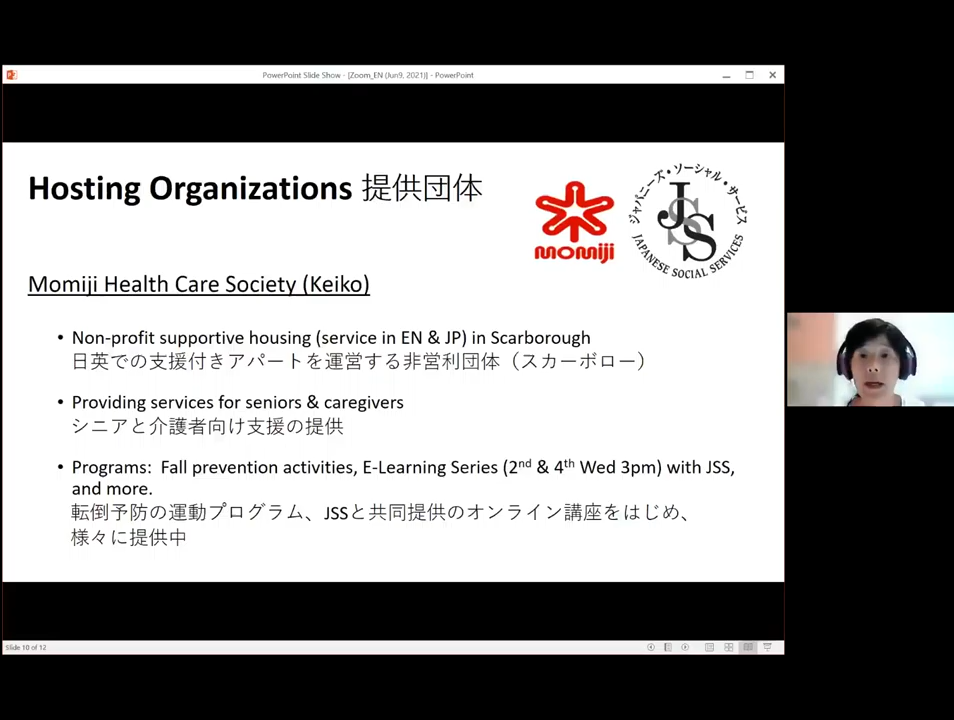 PowerPoint Slide Show - [Zoom_EN (Jun9, 2021)] - PowerPoint
Hosting Organizations 提供団体
momiji
ジャパニーズ・ソーシャル・サービス
JSS
JAPANESE SOCIAL SERVICES
Momiji Health Care Society (Keiko)
• Non-profit supportive housing (service in EN & JP) in Scarborough
日英での支援付きアパートを運営する非営利団体（スカーボロー）
• Providing services for seniors & caregivers
シニアと介護者向け支援の提供
• Programs: Fall prevention activities, E-Learning Series (2nd & 4th Wed 3pm) with JSS,
and more.
転倒予防の運動プログラム、JSSと共同提供のオンライン講座をはじめ、
様々に提供中
Slide 10 of 12